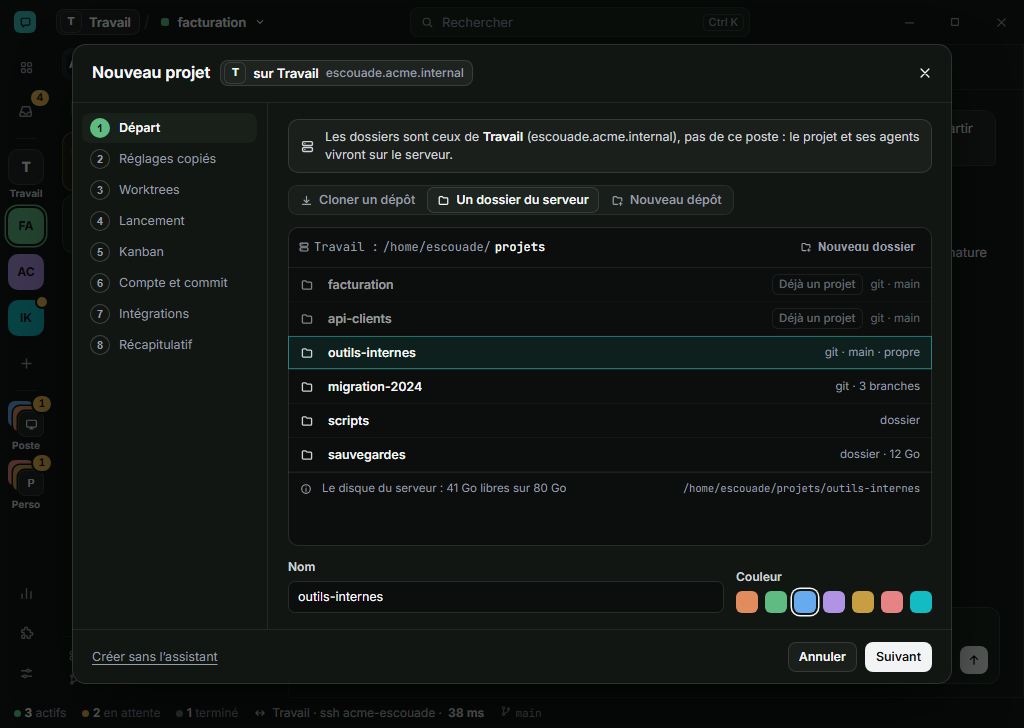 T Travail / facturation
Rechercher Ctrl K
Nouveau projet T sur Travail escouade.acme.internal
4
T
Travail
FA
AC
IK
1
Poste
1
P
Perso
1 Départ
2 Réglages copiés
3 Worktrees
4 Lancement
5 Kanban
6 Compte et commit
7 Intégrations
8 Récapitulatif
Les dossiers sont ceux de Travail (escouade.acme.internal), pas de ce poste : le projet et ses agents
vivront sur le serveur.
Cloner un dépôt Un dossier du serveur Nouveau dépôt
Travail : /home/escouade/ projets Nouveau dossier
facturation Déjà un projet git · main
api-clients Déjà un projet git · main
outils-internes git · main · propre
migration-2024 git · 3 branches
scripts dossier
sauvegardes dossier · 12 Go
Le disque du serveur : 41 Go libres sur 80 Go /home/escouade/projets/outils-internes
Nom
outils-internes
Couleur
Créer sans l'assistant
Annuler Suivant
3 actifs 2 en attente 1 terminé Travail · ssh acme-escouade · 38 ms main